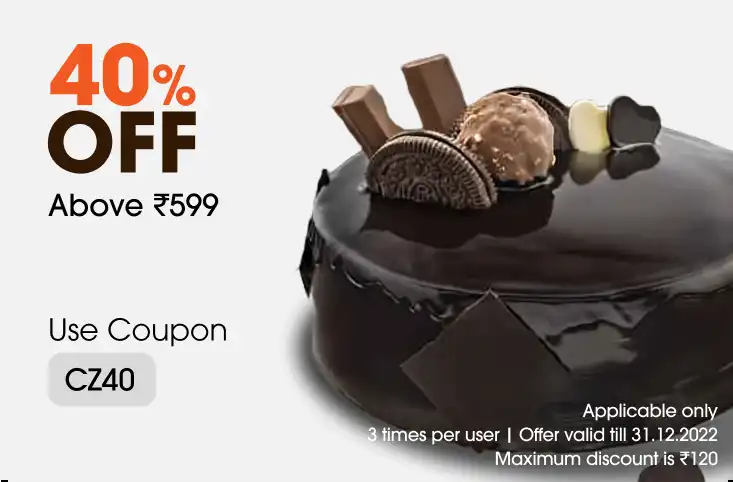 40%
OFF
Above ₹599
Use Coupon
CZ40
Applicable only
3 times per user | Offer valid till 31.12.2022
Maximum discount is ₹120